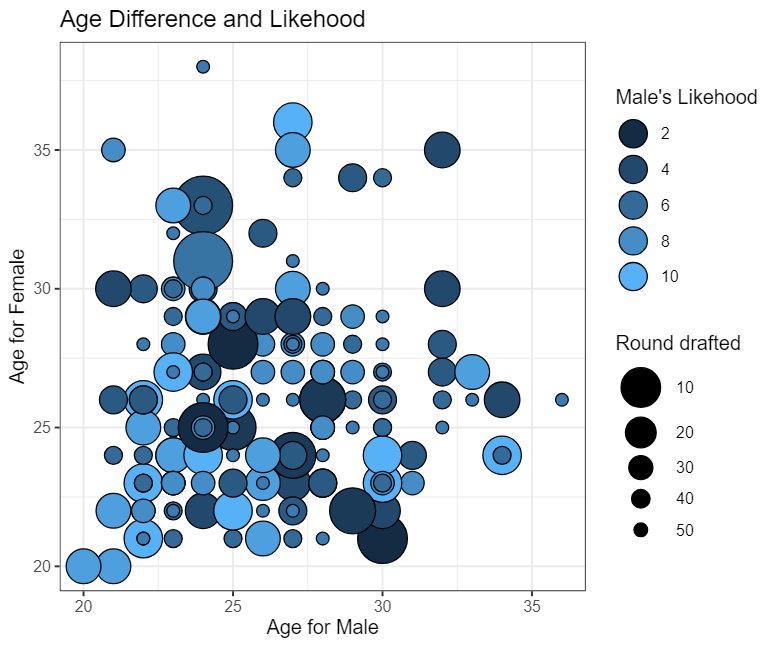 Age Difference and Likehood
Age for Female
35
30
25
20
20 25 30 35
Age for Male
Male's Likehood
2
4
6
8
10
Round drafted
10
20
30
40
50